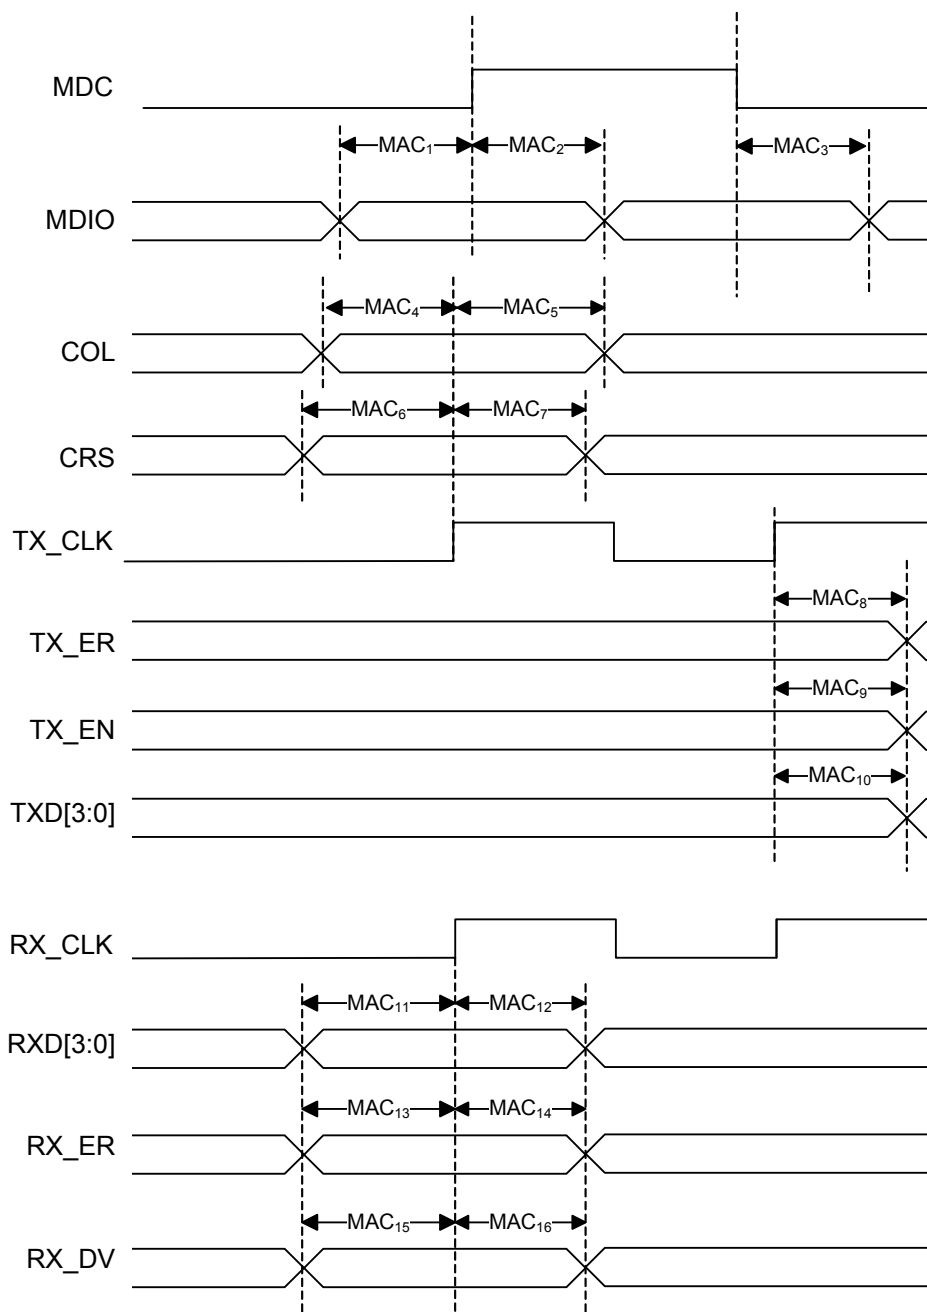 MDC
MAC₁ MAC₂ MAC₃
MDIO
MAC₄ MAC₅
COL
MAC₆ MAC₇
CRS
TX_CLK
MAC₈
TX_ER
MAC₉
TX_EN
MAC₁₀
TXD[3:0]
RX_CLK
MAC₁₁ MAC₁₂
RXD[3:0]
MAC₁₃ MAC₁₄
RX_ER
MAC₁₅ MAC₁₆
RX_DV